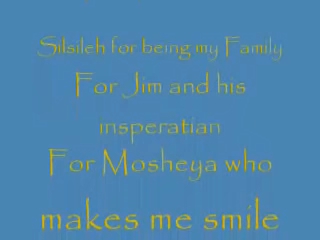 Silsileh for being my Family
For Jim and his
insperatian
For Mosheya who
makes me smile